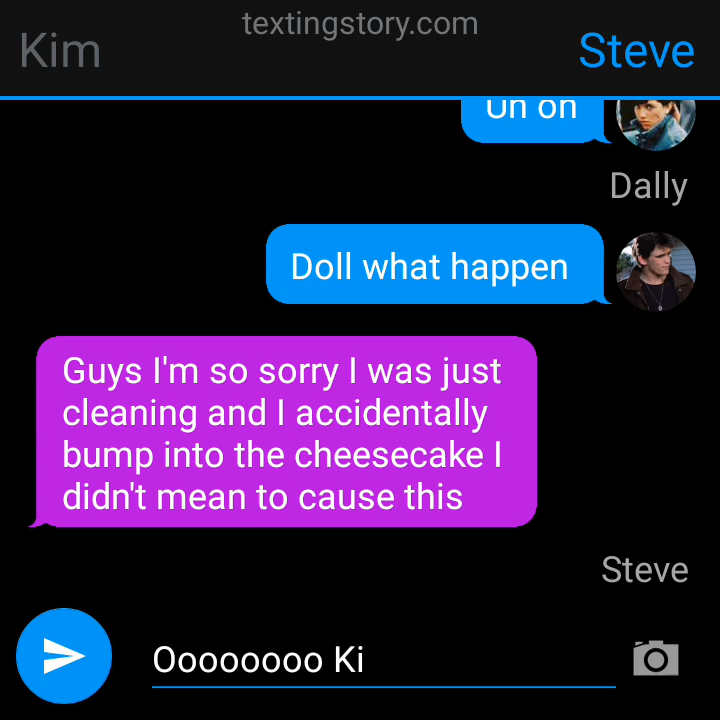 textingstory.com
Kim
Steve
Uh oh
Dally
Doll what happen
Guys I'm so sorry I was just
cleaning and I accidentally
bump into the cheesecake I
didn't mean to cause this
Steve
Oooooooo Ki